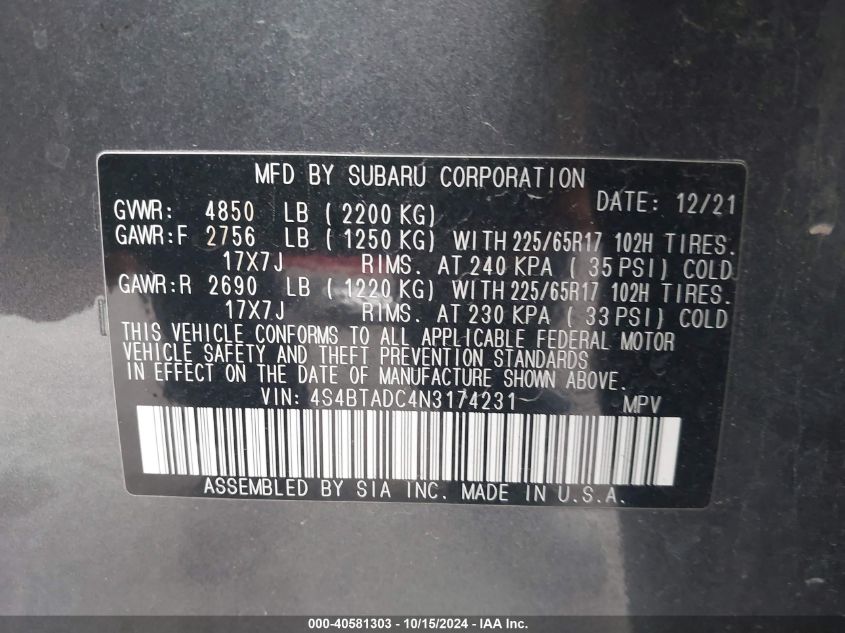 MFD BY SUBARU CORPORATION
GVWR: 4850 LB ( 2200 KG) DATE: 12/21
GAWR:F 2756 LB ( 1250 KG) WITH 225/65R17 102H TIRES.
17X7J RIMS. AT 240 KPA ( 35 PSI) COLD
GAWR:R 2690 LB ( 1220 KG) WITH 225/65R17 102H TIRES.
17X7J RIMS. AT 230 KPA ( 33 PSI) COLD
THIS VEHICLE CONFORMS TO ALL APPLICABLE FEDERAL MOTOR
VEHICLE SAFETY AND THEFT PREVENTION STANDARDS
IN EFFECT ON THE DATE OF MANUFACTURE SHOWN ABOVE.
VIN: 4S4BTADC4N3174231 MPV
ASSEMBLED BY SIA INC. MADE IN U.S.A.
000-40581303 - 10/15/2024 - IAA Inc.